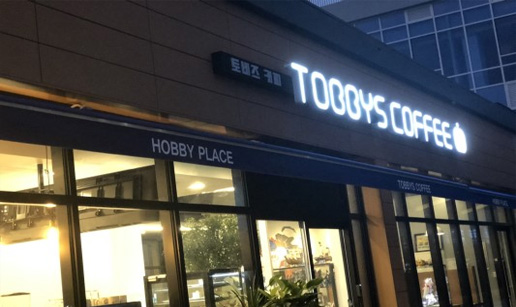 토비즈 커피
TOBBYS COFFEE
HOBBY PLACE
TOBBYS COFFEE